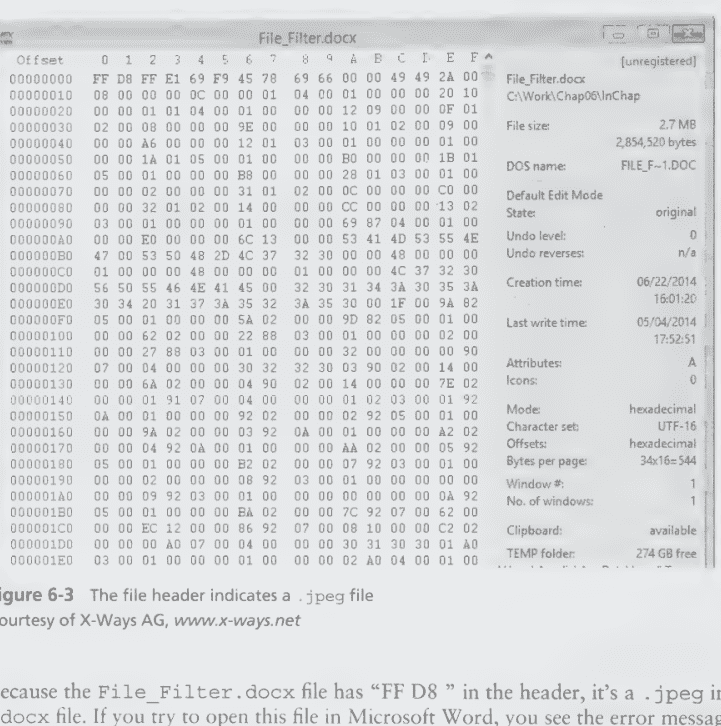 File_Filter.docx
Offset 0 1 2 3 4 5 6 7 8 9 A B C D E F
00000000 FF D8 FF E1 69 F9 45 78 69 66 00 00 49 49 2A 00
00000010 08 00 00 00 0C 00 00 01 04 00 01 00 00 00 20 10
00000020 00 00 01 01 04 00 01 00 00 00 12 09 00 00 0F 01
00000030 02 00 08 00 00 00 9E 00 00 00 10 01 02 00 09 00
00000040 00 00 A6 00 00 00 12 01 03 00 01 00 00 00 01 00
00000050 00 00 1A 01 05 00 01 00 00 00 B0 00 00 00 1B 01
00000060 05 00 01 00 00 00 B8 00 00 00 28 01 03 00 01 00
00000070 00 00 02 00 00 00 31 01 02 00 0C 00 00 00 C0 00
00000080 00 00 32 01 02 00 14 00 00 00 CC 00 00 00 13 02
00000090 03 00 01 00 00 00 01 00 00 00 69 87 04 00 01 00
000000A0 00 00 E0 00 00 00 6C 13 00 00 53 41 4D 53 55 4E
000000B0 47 00 53 50 48 2D 4C 37 32 30 00 00 48 00 00 00
000000C0 01 00 00 00 48 00 00 00 01 00 00 00 4C 37 32 30
000000D0 56 50 55 46 4E 41 45 00 32 30 31 34 3A 30 35 3A
000000E0 30 34 20 31 37 3A 35 32 3A 35 30 00 1F 00 9A 82
000000F0 05 00 01 00 00 00 5A 02 00 00 9D 82 05 00 01 00
00000100 00 00 62 02 00 00 22 88 03 00 01 00 00 00 02 00
00000110 00 00 27 88 03 00 01 00 00 00 32 00 00 00 00 90
00000120 07 00 04 00 00 00 30 32 32 30 03 90 02 00 14 00
00000130 00 00 6A 02 00 00 04 90 02 00 14 00 00 00 7E 02
00000140 00 00 01 91 07 00 04 00 00 00 01 02 03 00 01 92
00000150 0A 00 01 00 00 00 92 02 00 00 02 92 05 00 01 00
00000160 00 00 9A 02 00 00 03 92 0A 00 01 00 00 00 A2 02
00000170 00 00 04 92 0A 00 01 00 00 00 AA 02 00 00 05 92
00000180 05 00 01 00 00 00 B2 02 00 00 07 92 03 00 01 00
00000190 00 00 02 00 00 00 08 92 03 00 01 00 00 00 00 00
000001A0 00 00 09 92 03 00 01 00 00 00 00 00 00 00 0A 92
000001B0 05 00 01 00 00 00 BA 02 00 00 7C 92 07 00 62 00
000001C0 00 00 EC 12 00 00 86 92 07 00 08 10 00 00 C2 02
000001D0 00 00 00 A0 07 00 04 00 00 00 30 31 30 30 01 A0
000001E0 03 00 01 00 00 00 01 00 00 00 02 A0 04 00 01 00
[unregistered]
File_Filter.docx
C:\Work\Chap06\InChap
File size: 2.7 MB
2,854,520 bytes
DOS name: FILE_F~1.DOC
Default Edit Mode
State: original
Undo level: 0
Undo reverses: n/a
Creation time: 06/22/2014
16:01:20
Last write time: 05/04/2014
17:52:51
Attributes: A
Icons: 0
Mode: hexadecimal
Character set: UTF-16
Offsets: hexadecimal
Bytes per page: 34x16=544
Window #: 1
No. of windows: 1
Clipboard: available
TEMP folder: 274 GB free
igure 6-3 The file header indicates a .jpeg file
ourtesy of X-Ways AG, www.x-ways.net
ecause the File_Filter.docx file has “FF D8 ” in the header, it’s a .jpeg in
docx file. If you try to open this file in Microsoft Word, you see the error messag